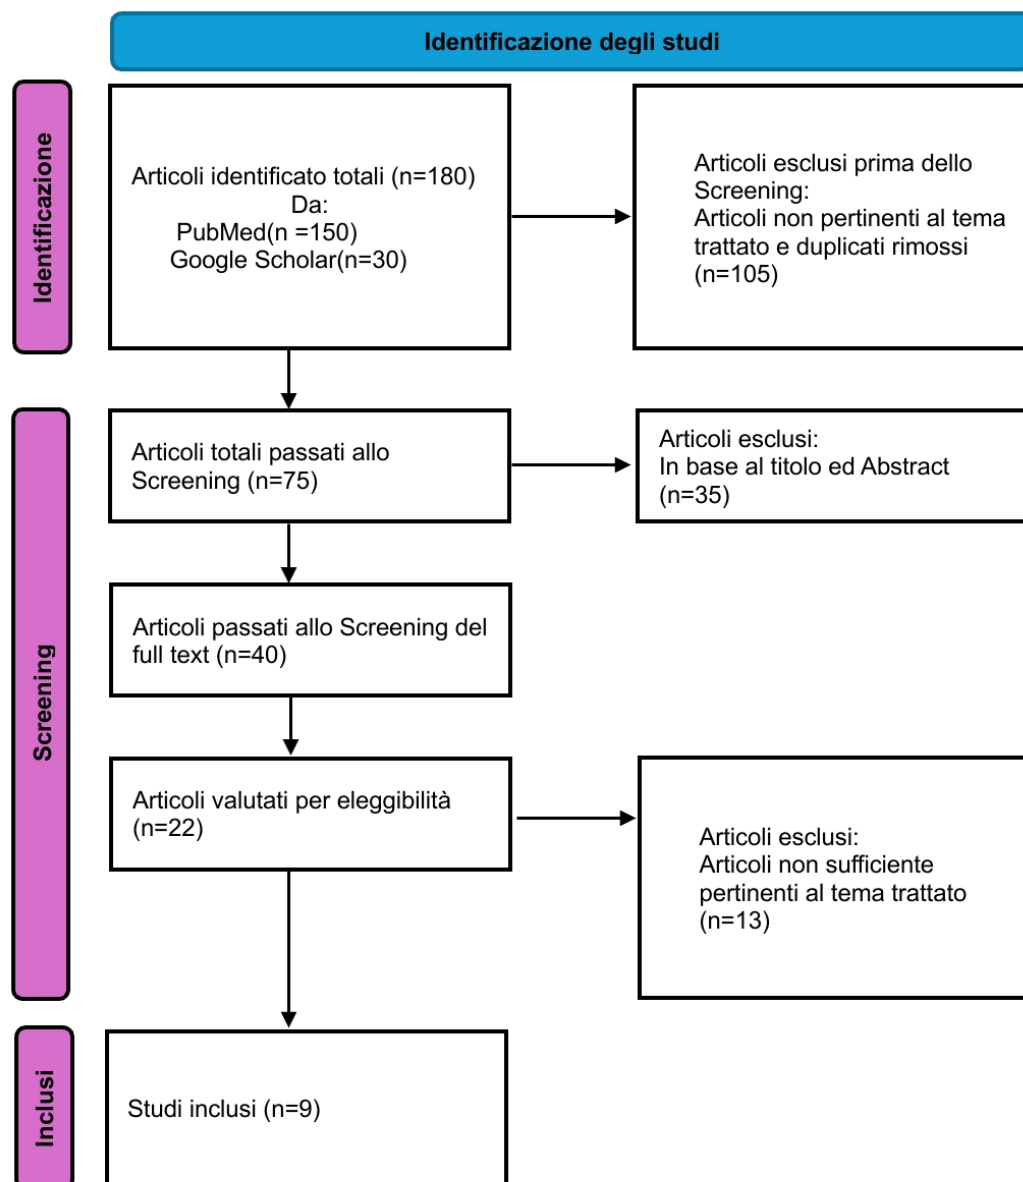 Identificazione degli studi
Identificazione
Articoli identificato totali (n=180)
Da:
PubMed(n =150)
Google Scholar(n=30)
Articoli esclusi prima dello
Screening:
Articoli non pertinenti al tema
trattato e duplicati rimossi
(n=105)
Screening
Articoli totali passati allo
Screening (n=75)
Articoli esclusi:
In base al titolo ed Abstract
(n=35)
Articoli passati allo Screening del
full text (n=40)
Articoli valutati per eleggibilità
(n=22)
Articoli esclusi:
Articoli non sufficiente
pertinenti al tema trattato
(n=13)
Inclusi
Studi inclusi (n=9)